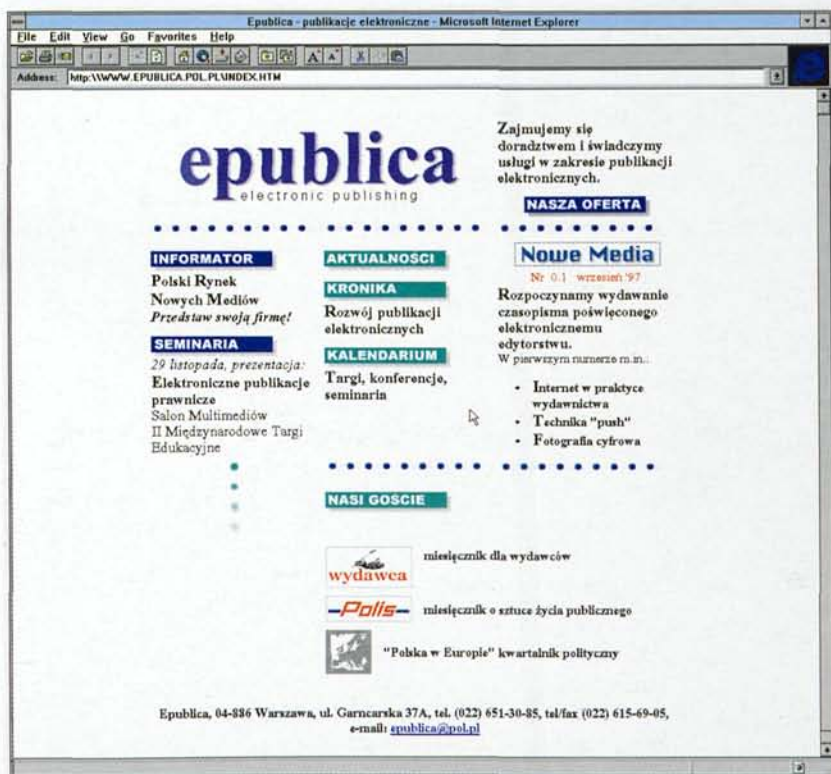 Epublica - publikacje elektroniczne - Microsoft Internet Explorer
File Edit View Go Favorites Help
Address: http:\\WWW.EPUBLICA.POL.PL\INDEX.HTM
epublica
electronic publishing
Zajmujemy się
doradztwem i świadczymy
usługi w zakresie publikacji
elektronicznych.
NASZA OFERTA
INFORMATOR
Polski Rynek
Nowych Mediów
Przedstaw swoją firmę!
SEMINARIA
29 listopada, prezentacja:
Elektroniczne publikacje
prawnicze
Salon Multimediów
II Międzynarodowe Targi
Edukacyjne
AKTUALNOŚCI
KRONIKA
Rozwój publikacji
elektronicznych
KALENDARIUM
Targi, konferencje,
seminaria
Nowe Media
Nr 0.1 wrzesień '97
Rozpoczynamy wydawanie
czasopisma poświęconego
elektronicznemu
edytorstwu.
W pierwszym numerze m.in.:
• Internet w praktyce
wydawnictwa
• Technika "push"
• Fotografia cyfrowa
NASI GOŚCIE
wydawca miesięcznik dla wydawców
Polis miesięcznik o sztuce życia publicznego
"Polska w Europie" kwartalnik polityczny
Epublica, 04-886 Warszawa, ul. Garncarska 37A, tel. (022) 651-30-85, tel/fax (022) 615-69-05,
e-mail: epublica@pol.pl